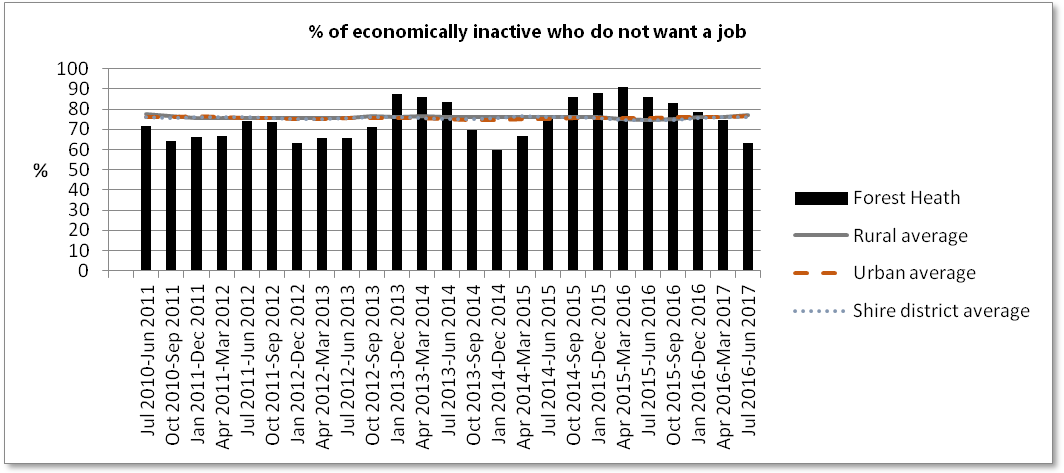 % of economically inactive who do not want a job
100
90
80
70
60
50
40
30
20
10
0
%
Jul 2010-Jun 2011
Oct 2010-Sep 2011
Jan 2011-Dec 2011
Apr 2011-Mar 2012
Jul 2011-Jun 2012
Oct 2011-Sep 2012
Jan 2012-Dec 2012
Apr 2012-Mar 2013
Jul 2012-Jun 2013
Oct 2012-Sep 2013
Jan 2013-Dec 2013
Apr 2013-Mar 2014
Jul 2013-Jun 2014
Oct 2013-Sep 2014
Jan 2014-Dec 2014
Apr 2014-Mar 2015
Jul 2014-Jun 2015
Oct 2014-Sep 2015
Jan 2015-Dec 2015
Apr 2015-Mar 2016
Jul 2015-Jun 2016
Oct 2015-Sep 2016
Jan 2016-Dec 2016
Apr 2016-Mar 2017
Jul 2016-Jun 2017
Forest Heath
Rural average
Urban average
Shire district average